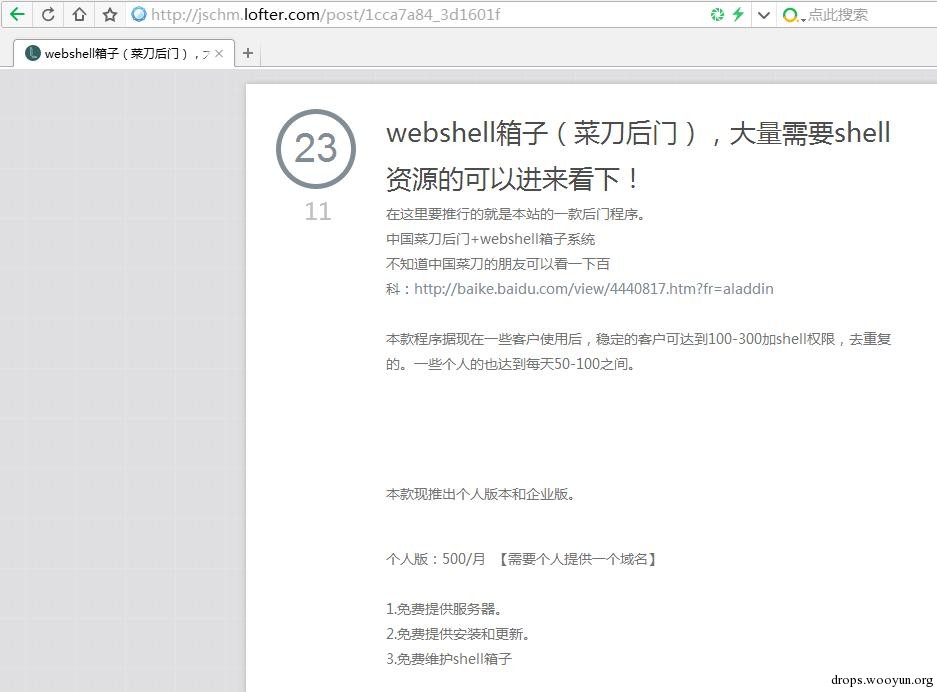 http://jschm.lofter.com/post/1cca7a84_3d1601f
点此搜索
webshell箱子（菜刀后门），
23
11
webshell箱子（菜刀后门），大量需要shell
资源的可以进来看下！
在这里要推行的就是本站的一款后门程序。
中国菜刀后门+webshell箱子系统
不知道中国菜刀的朋友可以看一下百
科：http://baike.baidu.com/view/4440817.htm?fr=aladdin
本款程序据现在一些客户使用后，稳定的客户可达到100-300加shell权限，去重复
的。一些个人的也达到每天50-100之间。
本款现推出个人版本和企业版。
个人版：500/月 【需要个人提供一个域名】
1.免费提供服务器。
2.免费提供安装和更新。
3.免费维护shell箱子
drops.wooyun.org